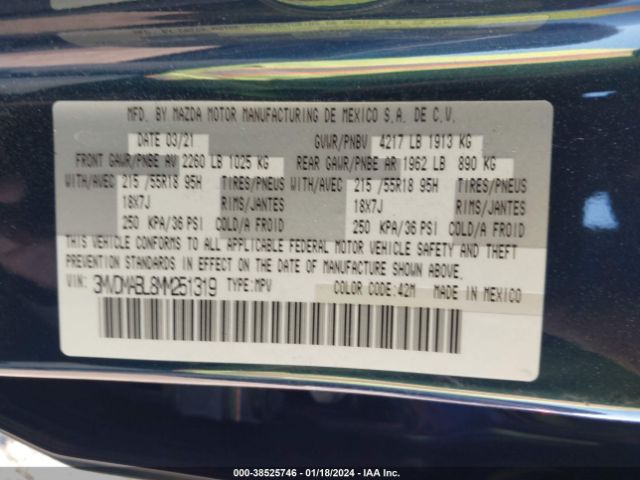 MFD. BY MAZDA MOTOR MANUFACTURING DE MEXICO S.A. DE C.V.
DATE 03/21 GVWR/PNBV 4217 LB 1913 KG
FRONT GAWR/PNBE AV 2260 LB 1025 KG REAR GAWR/PNBE AR 1962 LB 890 KG
WITH/AVEC 215 /55R18 95H TIRES/PNEUS WITH/AVEC 215 /55R18 95H TIRES/PNEUS
18X7J RIMS/JANTES 18X7J RIMS/JANTES
250 KPA/36 PSI COLD/A FROID 250 KPA/36 PSI COLD/A FROID
THIS VEHICLE CONFORMS TO ALL APPLICABLE FEDERAL MOTOR VEHICLE SAFETY AND THEFT
PREVENTION STANDARDS IN EFFECT ON THE DATE OF MANUFACTURE SHOWN ABOVE.
VIN: 3MVDMABL8MM251319 TYPE:MPV COLOR CODE:42M MADE IN MEXICO
000-38525746 - 01/18/2024 - IAA Inc.